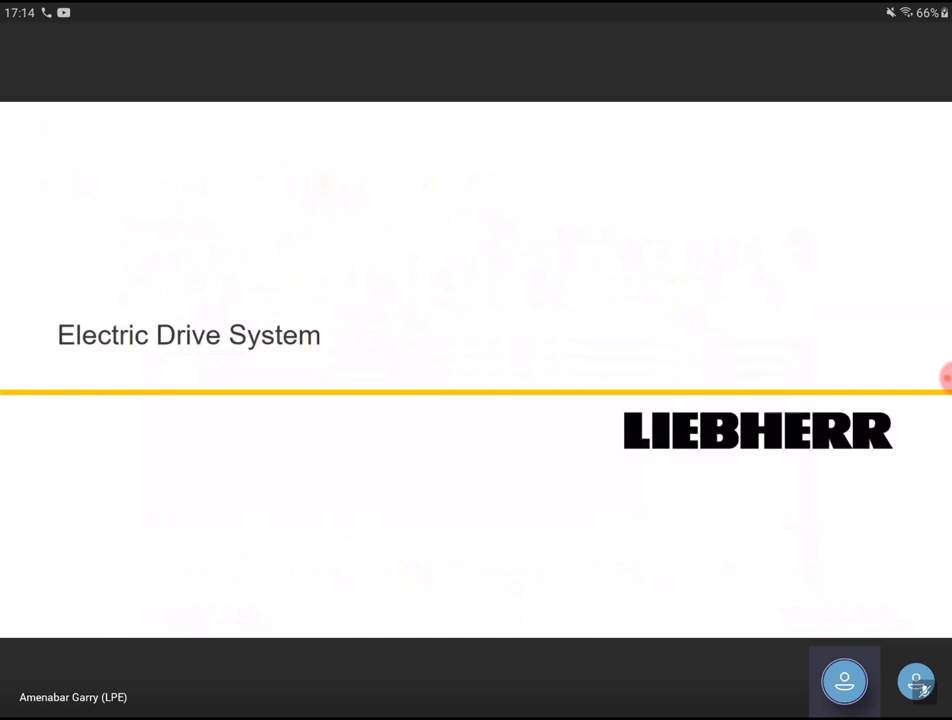 17:14
66%
Electric Drive System
LIEBHERR
Amenabar Garry (LPE)